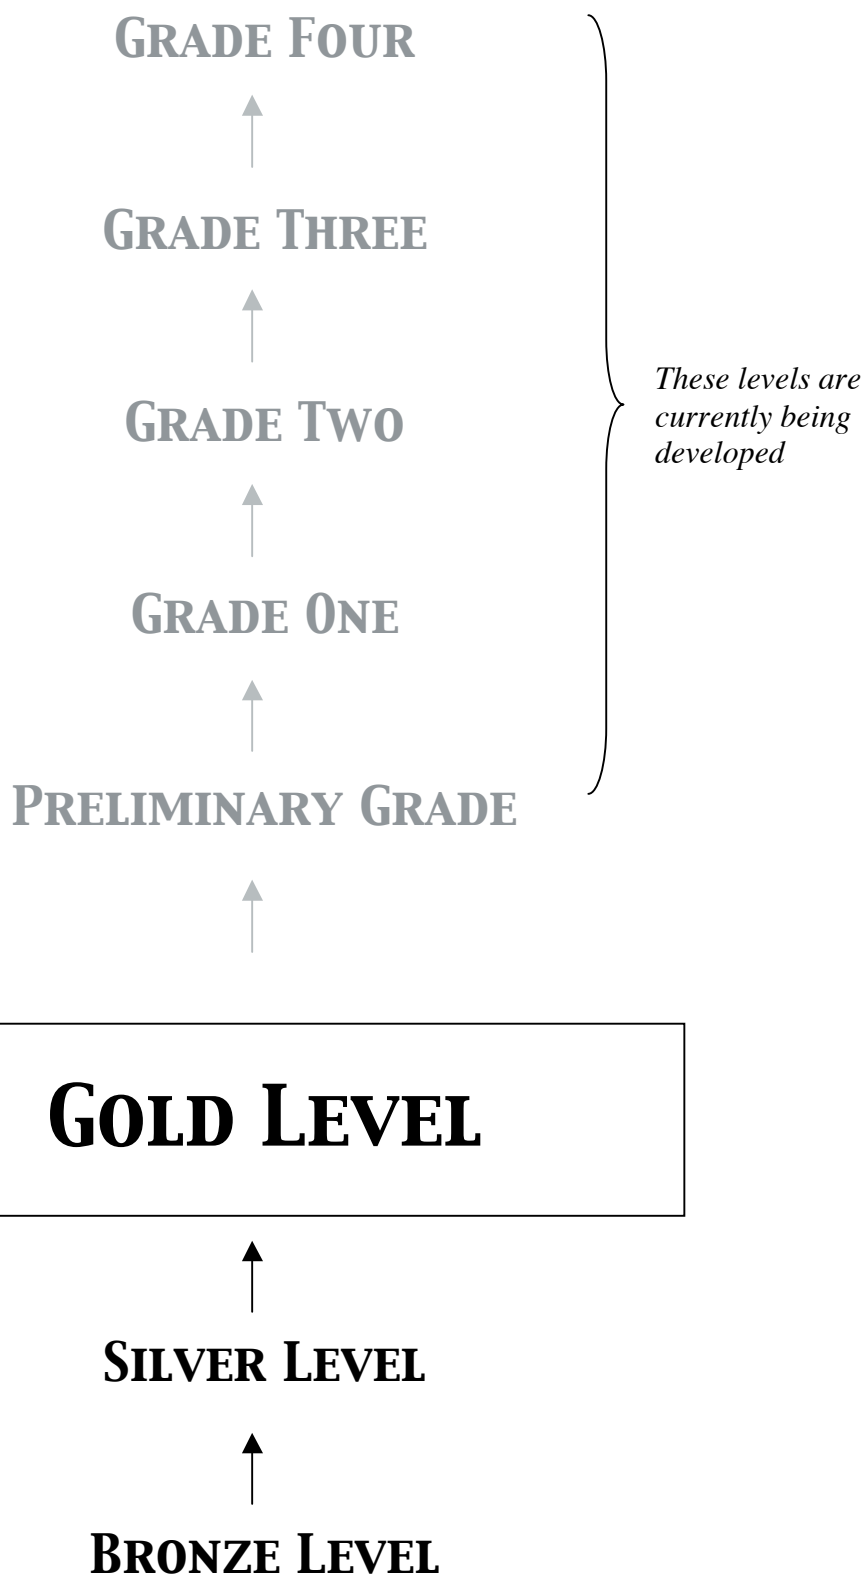 Grade Four
Grade Three
Grade Two
These levels are
currently being
developed
Grade One
Preliminary Grade
Gold Level
Silver Level
Bronze Level